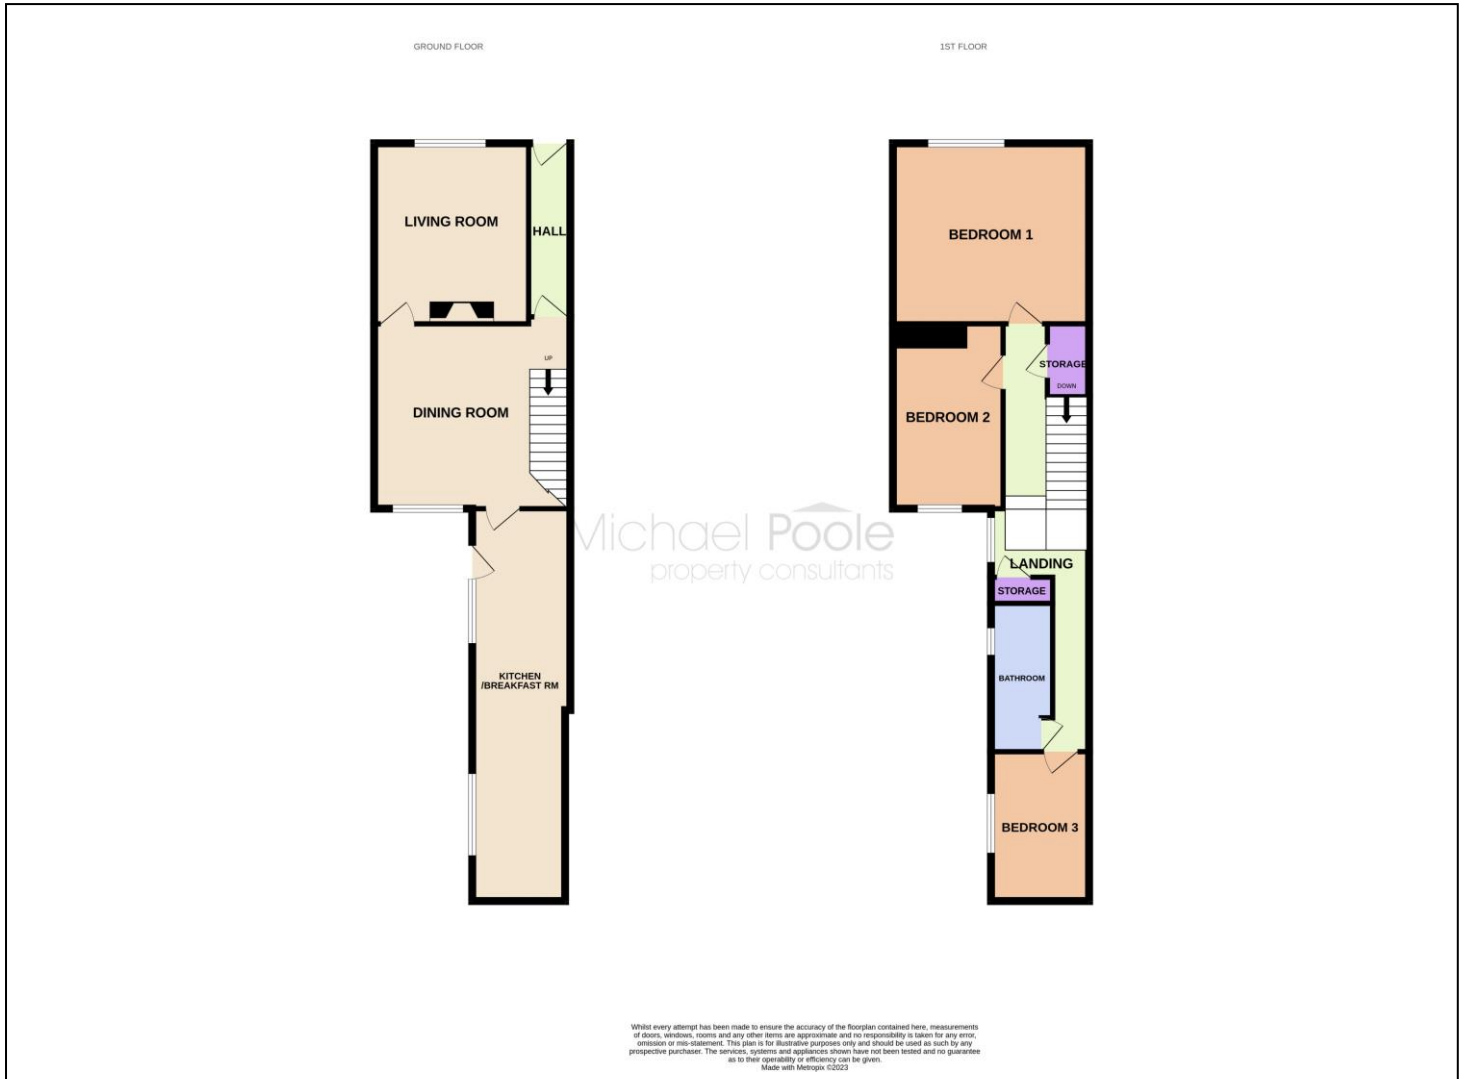 GROUND FLOOR
1ST FLOOR
LIVING ROOM
HALL
UP
DINING ROOM
KITCHEN
/BREAKFAST RM
BEDROOM 1
STORAGE
DOWN
BEDROOM 2
LANDING
STORAGE
BATHROOM
BEDROOM 3
Michael Poole
property consultants
Whilst every attempt has been made to ensure the accuracy of the floorplan contained here, measurements
of doors, windows, rooms and any other items are approximate and no responsibility is taken for any error,
omission or mis-statement. This plan is for illustrative purposes only and should be used as such by any
prospective purchaser. The services, systems and appliances shown have not been tested and no guarantee
as to their operability or efficiency can be given.
Made with Metropix ©2023